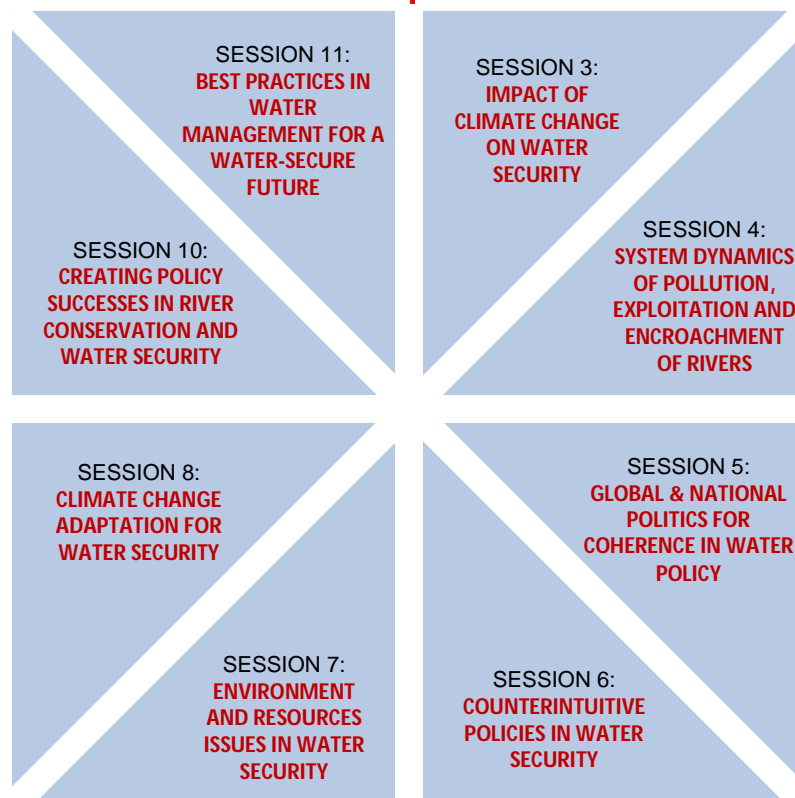 SESSION 11:
BEST PRACTICES IN
WATER
MANAGEMENT FOR A
WATER-SECURE
FUTURE
SESSION 3:
IMPACT OF
CLIMATE CHANGE
ON WATER
SECURITY
SESSION 10:
CREATING POLICY
SUCCESSES IN RIVER
CONSERVATION AND
WATER SECURITY
SESSION 4:
SYSTEM DYNAMICS
OF POLLUTION,
EXPLOITATION AND
ENCROACHMENT
OF RIVERS
SESSION 8:
CLIMATE CHANGE
ADAPTATION FOR
WATER SECURITY
SESSION 5:
GLOBAL & NATIONAL
POLITICS FOR
COHERENCE IN WATER
POLICY
SESSION 7:
ENVIRONMENT
AND RESOURCES
ISSUES IN WATER
SECURITY
SESSION 6:
COUNTERINTUITIVE
POLICIES IN WATER
SECURITY